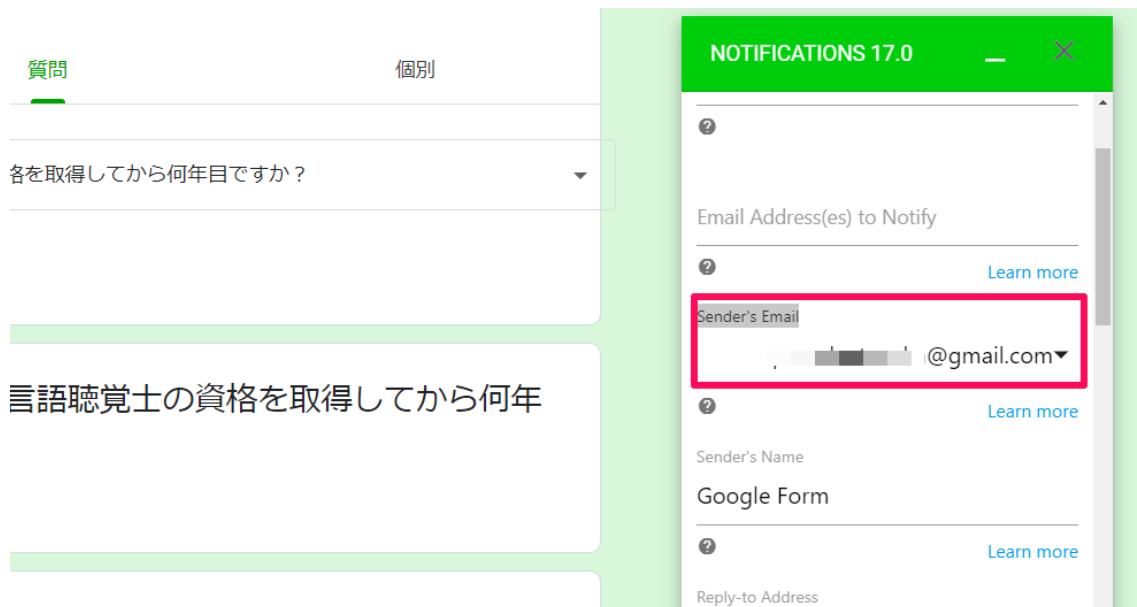 質問
個別
格を取得してから何年目ですか？
言語聴覚士の資格を取得してから何年
NOTIFICATIONS 17.0
Email Address(es) to Notify
Learn more
Sender's Email
@gmail.com
Learn more
Sender's Name
Google Form
Learn more
Reply-to Address